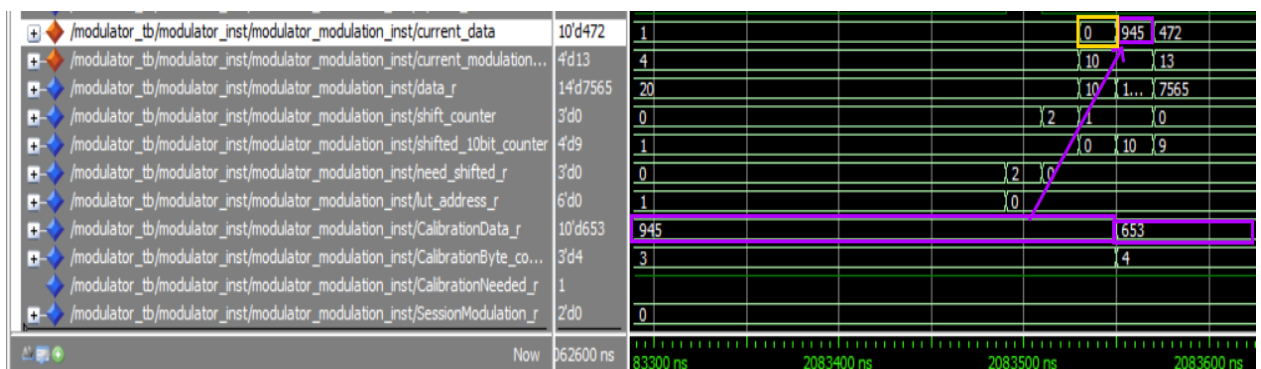 /modulator_tb/modulator_inst/modulator_modulation_inst/current_data 10'd472 1 0 945 472
/modulator_tb/modulator_inst/modulator_modulation_inst/current_modulation... 4'd13 4 10 13
/modulator_tb/modulator_inst/modulator_modulation_inst/data_r 14'd7565 20 10 1... 7565
/modulator_tb/modulator_inst/modulator_modulation_inst/shift_counter 3'd0 0 2 1 0
/modulator_tb/modulator_inst/modulator_modulation_inst/shifted_10bit_counter 4'd9 1 0 10 9
/modulator_tb/modulator_inst/modulator_modulation_inst/need_shifted_r 3'd0 0 2 0
/modulator_tb/modulator_inst/modulator_modulation_inst/lut_address_r 6'd0 1 0
/modulator_tb/modulator_inst/modulator_modulation_inst/CalibrationData_r 10'd653 945 653
/modulator_tb/modulator_inst/modulator_modulation_inst/CalibrationByte_co... 3'd4 3 4
/modulator_tb/modulator_inst/modulator_modulation_inst/CalibrationNeeded_r 1
/modulator_tb/modulator_inst/modulator_modulation_inst/SessionModulation_r 2'd0 0
Now 062600 ns 83300 ns 2083400 ns 2083500 ns 2083600 ns